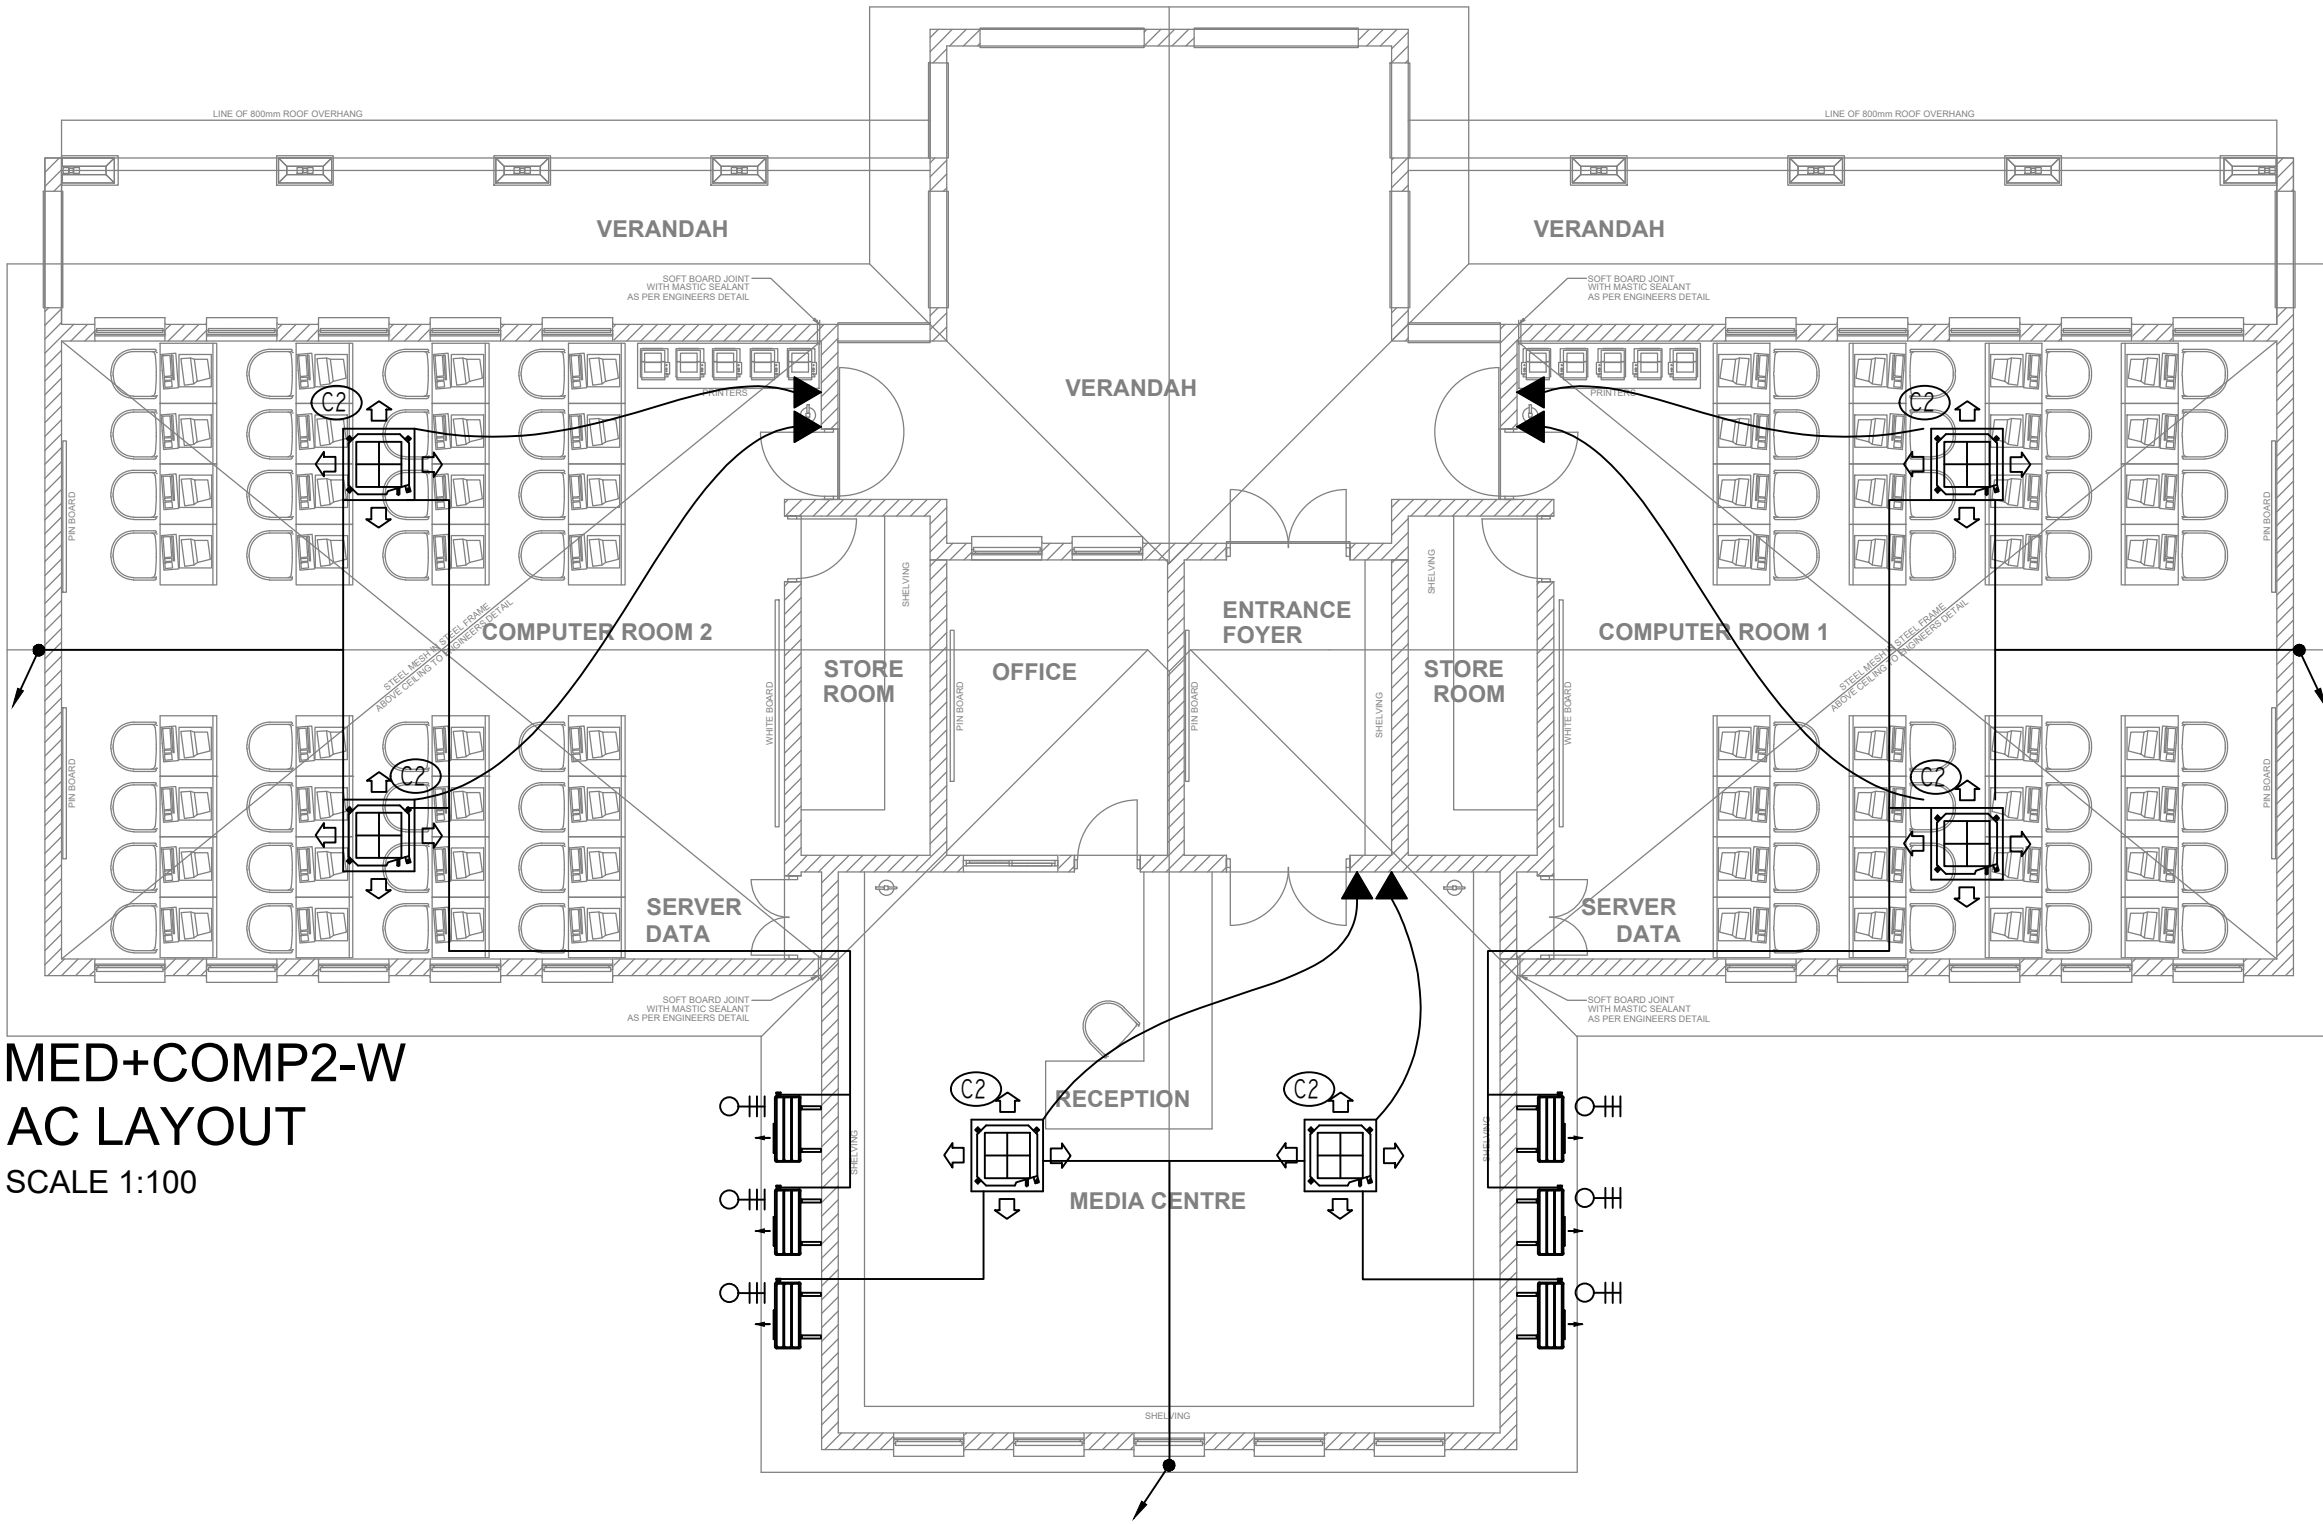 LINE OF 800mm ROOF OVERHANG
LINE OF 800mm ROOF OVERHANG
VERANDAH
VERANDAH
SOFT BOARD JOINT
WITH MASTIC SEALANT
AS PER ENGINEERS DETAIL
SOFT BOARD JOINT
WITH MASTIC SEALANT
AS PER ENGINEERS DETAIL
VERANDAH
PRINTERS
PRINTERS
C2
C2
PIN BOARD
PIN BOARD
SHELVING
SHELVING
STEEL MESH IN STEEL FRAME
ABOVE CEILING TO ENGINEERS DETAIL
COMPUTER ROOM 2
ENTRANCE
FOYER
COMPUTER ROOM 1
STEEL MESH IN STEEL FRAME
ABOVE CEILING TO ENGINEERS DETAIL
STORE
ROOM
OFFICE
STORE
ROOM
WHITE BOARD
PIN BOARD
PIN BOARD
SHELVING
WHITE BOARD
PIN BOARD
C2
C2
PIN BOARD
SERVER
DATA
SERVER
DATA
SOFT BOARD JOINT
WITH MASTIC SEALANT
AS PER ENGINEERS DETAIL
SOFT BOARD JOINT
WITH MASTIC SEALANT
AS PER ENGINEERS DETAIL
MED+COMP2-W
AC LAYOUT
SCALE 1:100
C2
C2
RECEPTION
SHELVING
SHELVING
MEDIA CENTRE
SHELVING